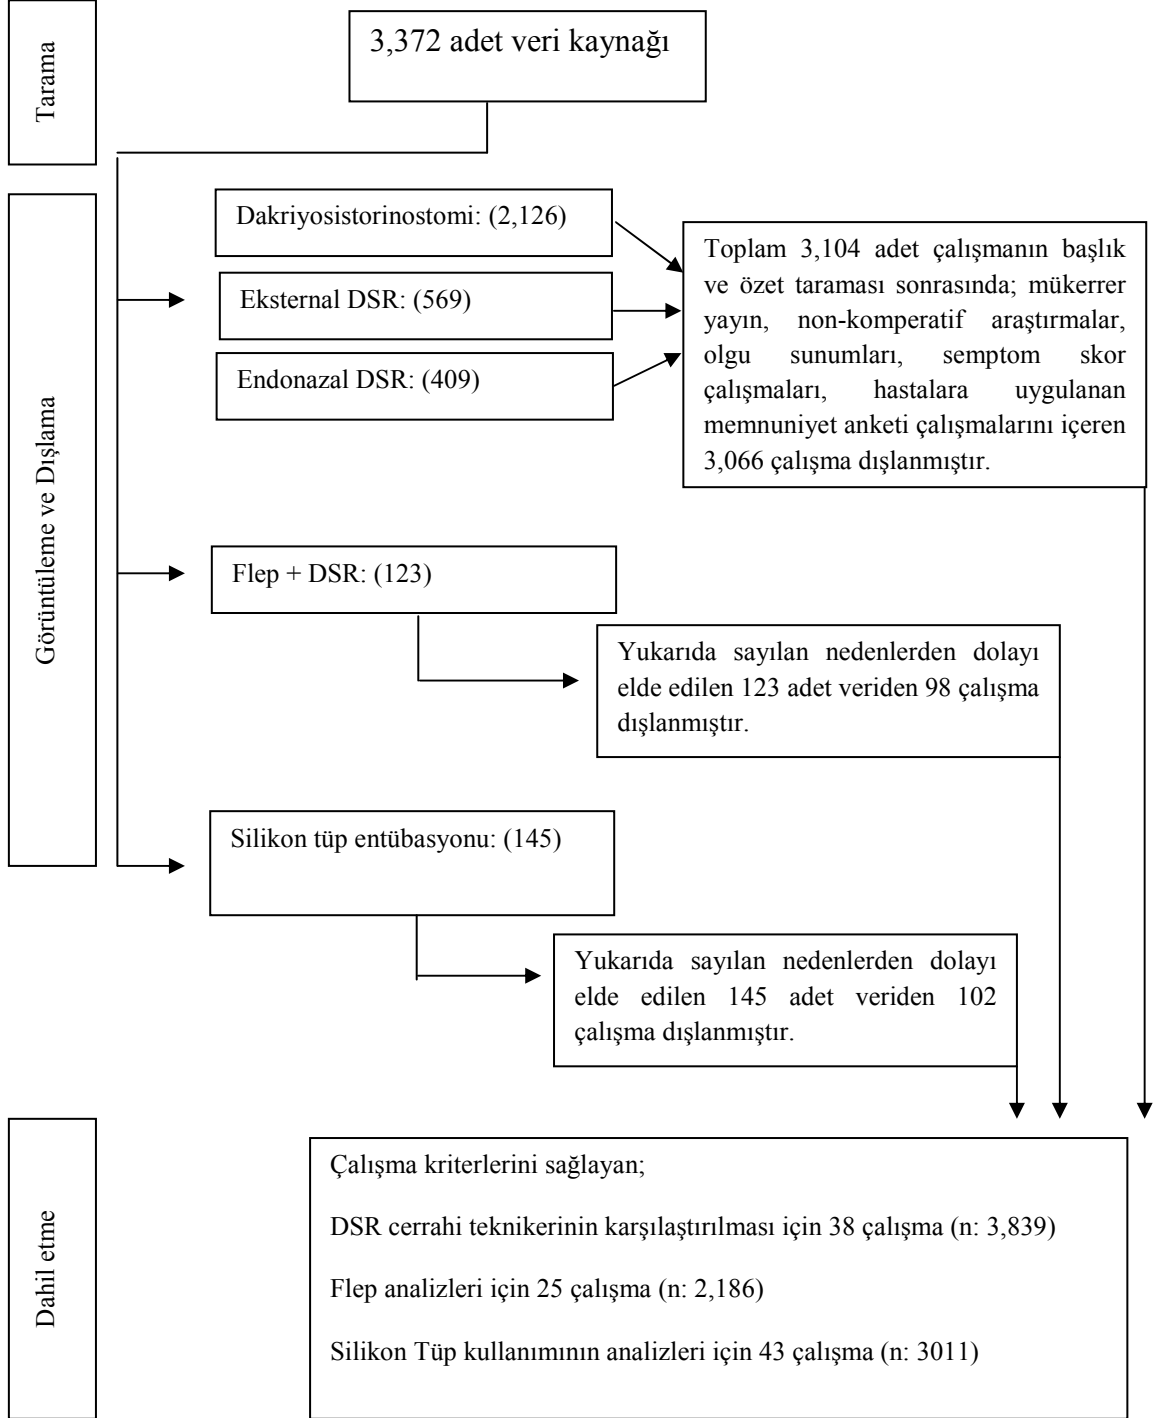 Tarama
3,372 adet veri kaynağı
Görüntüleme ve Dışlama
Dakriyosistorinostomi: (2,126)
Eksternal DSR: (569)
Endonazal DSR: (409)
Toplam 3,104 adet çalışmanın başlık
ve özet taraması sonrasında; mükerrer
yayın, non-komperatif araştırmalar,
olgu sunumları, semptom skor
çalışmaları, hastalara uygulanan
memnuniyet anketi çalışmalarını içeren
3,066 çalışma dışlanmıştır.
Flep + DSR: (123)
Yukarıda sayılan nedenlerden dolayı
elde edilen 123 adet veriden 98 çalışma
dışlanmıştır.
Silikon tüp entübasyonu: (145)
Yukarıda sayılan nedenlerden dolayı
elde edilen 145 adet veriden 102
çalışma dışlanmıştır.
Dahil etme
Çalışma kriterlerini sağlayan;
DSR cerrahi teknikerinin karşılaştırılması için 38 çalışma (n: 3,839)
Flep analizleri için 25 çalışma (n: 2,186)
Silikon Tüp kullanımının analizleri için 43 çalışma (n: 3011)